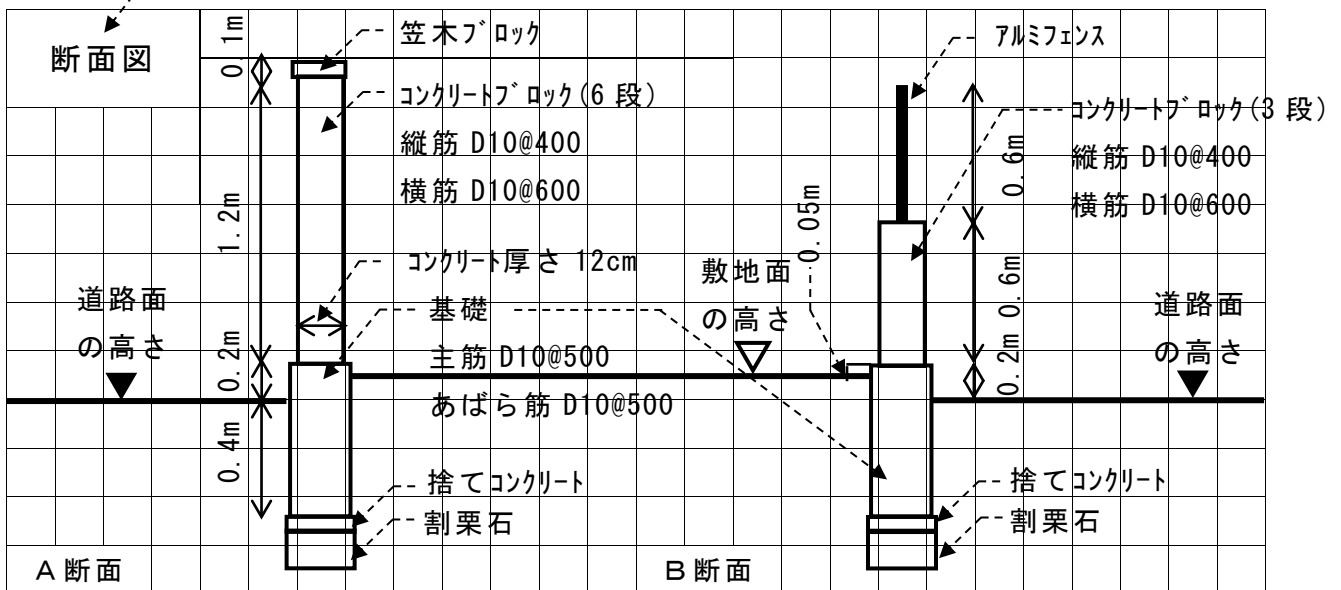 断面図
0.1m
笠木ブロック
コンクリートブロック(6 段)
縦筋 D10@400
横筋 D10@600
1.2m
コンクリート厚さ 12cm
基礎
主筋 D10@500
あばら筋 D10@500
道路面
の高さ
0.2m
0.4m
捨てコンクリート
割栗石
A断面
アルミフェンス
コンクリートブロック(3 段)
縦筋 D10@400
横筋 D10@600
0.6m
0.05m
敷地面
の高さ
0.6m
0.2m
道路面
の高さ
捨てコンクリート
割栗石
B断面